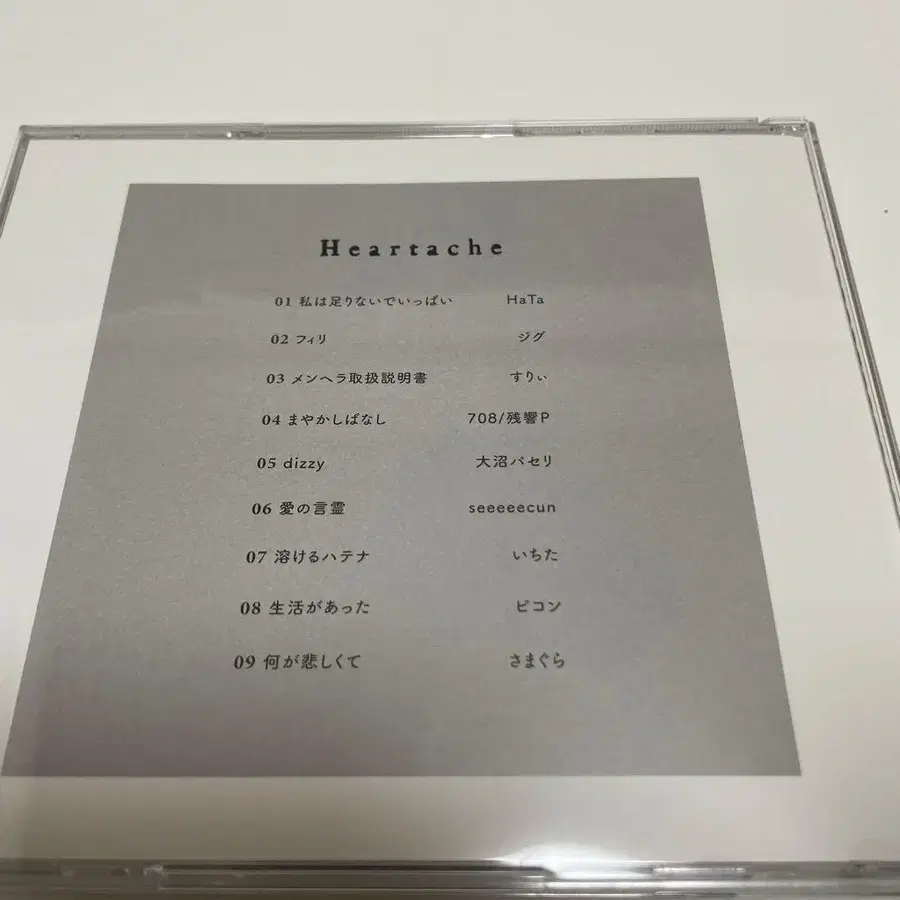 Heartache
01 私は足りないでいっぱい HaTa
02 フィリ ジグ
03 メンヘラ取扱説明書 すりぃ
04 まやかしばなし 708/残響P
05 dizzy 大沼パセリ
06 愛の言霊 seeeeecun
07 溶けるハテナ いちた
08 生活があった ピコン
09 何が悲しくて さまぐら